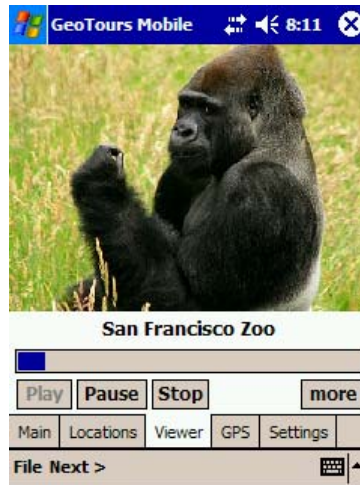 GeoTours Mobile 8:11
San Francisco Zoo
Play Pause Stop more
Main Locations Viewer GPS Settings
File Next >